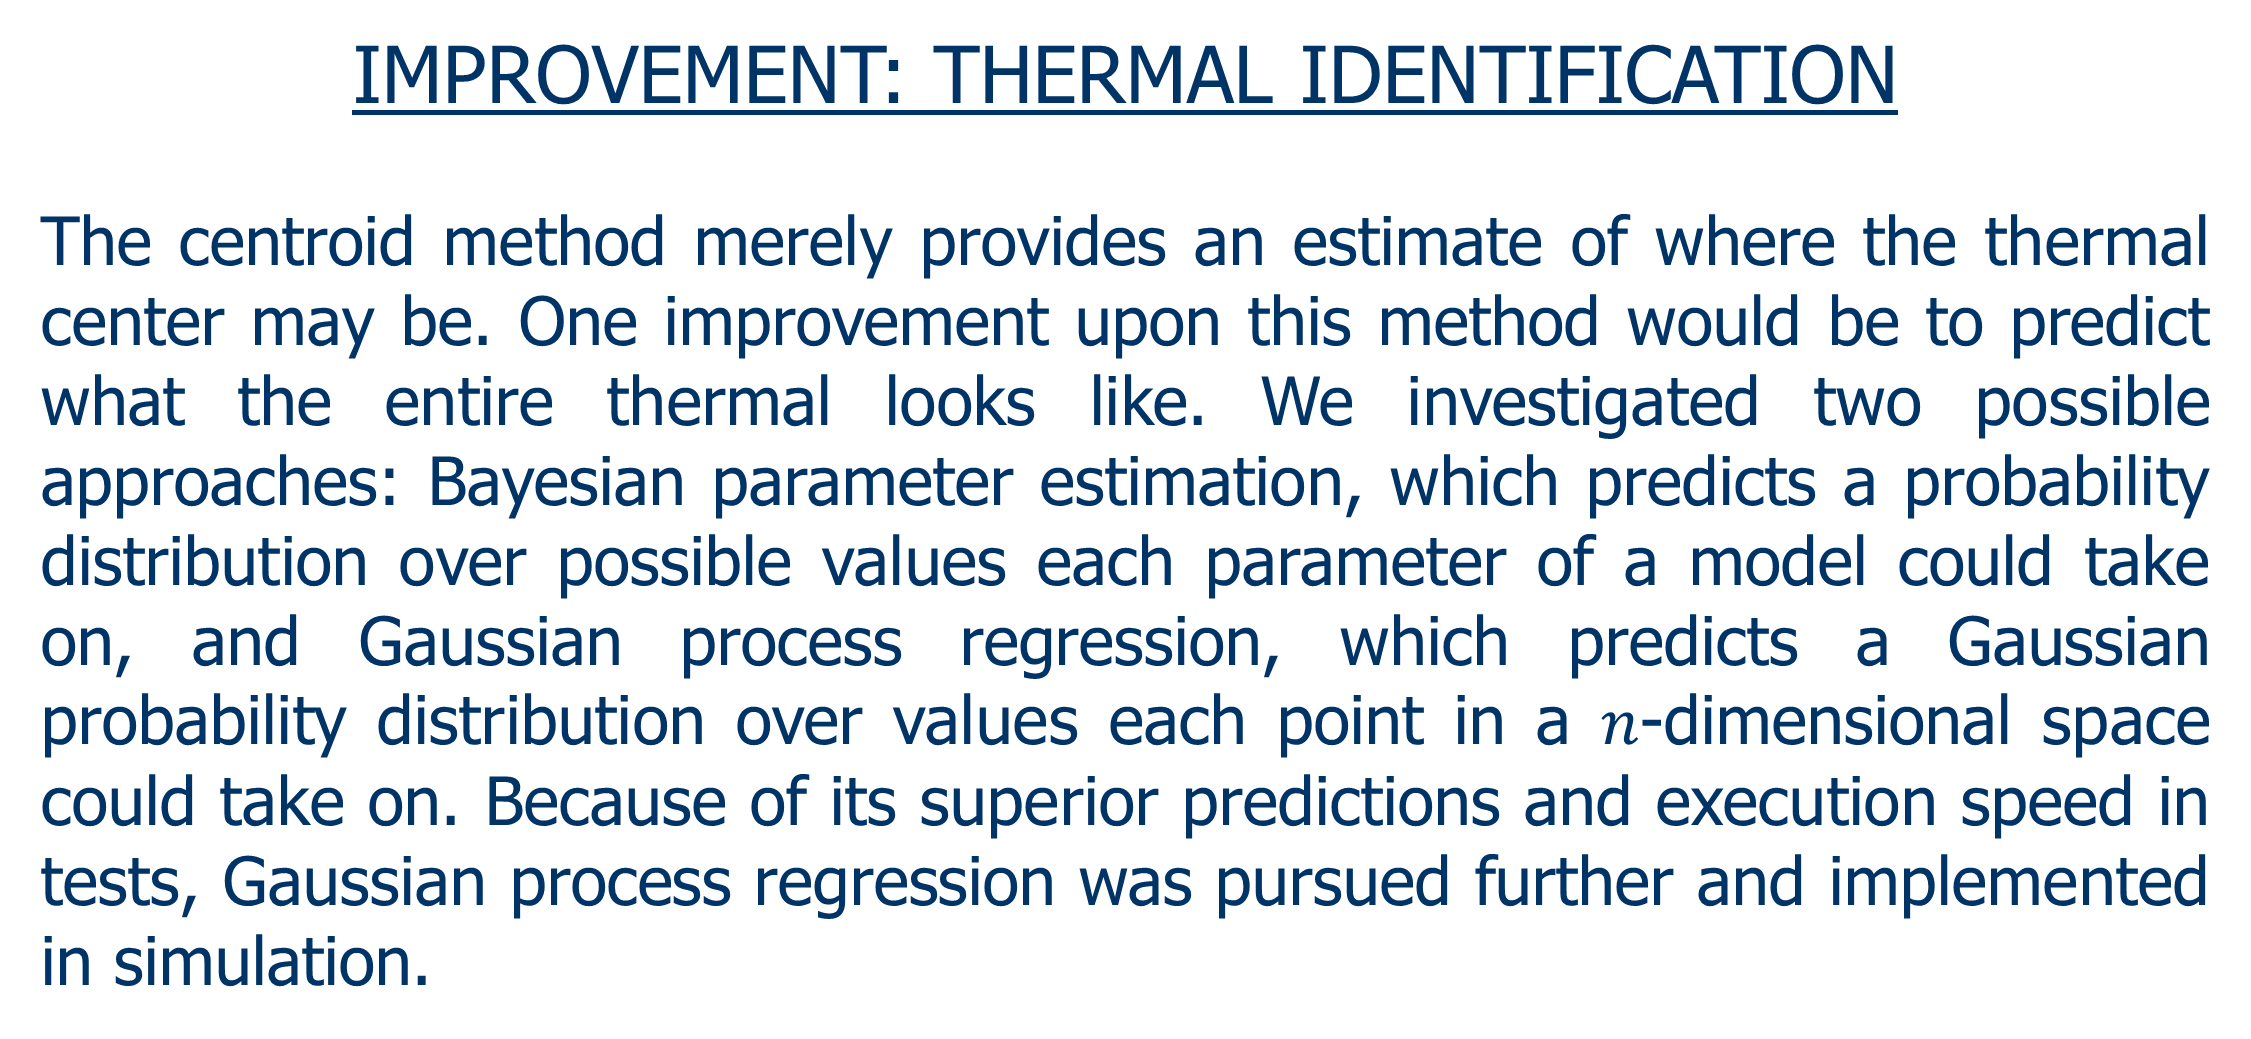 IMPROVEMENT: THERMAL IDENTIFICATION
The centroid method merely provides an estimate of where the thermal
center may be. One improvement upon this method would be to predict
what the entire thermal looks like. We investigated two possible
approaches: Bayesian parameter estimation, which predicts a probability
distribution over possible values each parameter of a model could take
on, and Gaussian process regression, which predicts a Gaussian
probability distribution over values each point in a 𝑛-dimensional space
could take on. Because of its superior predictions and execution speed in
tests, Gaussian process regression was pursued further and implemented
in simulation.